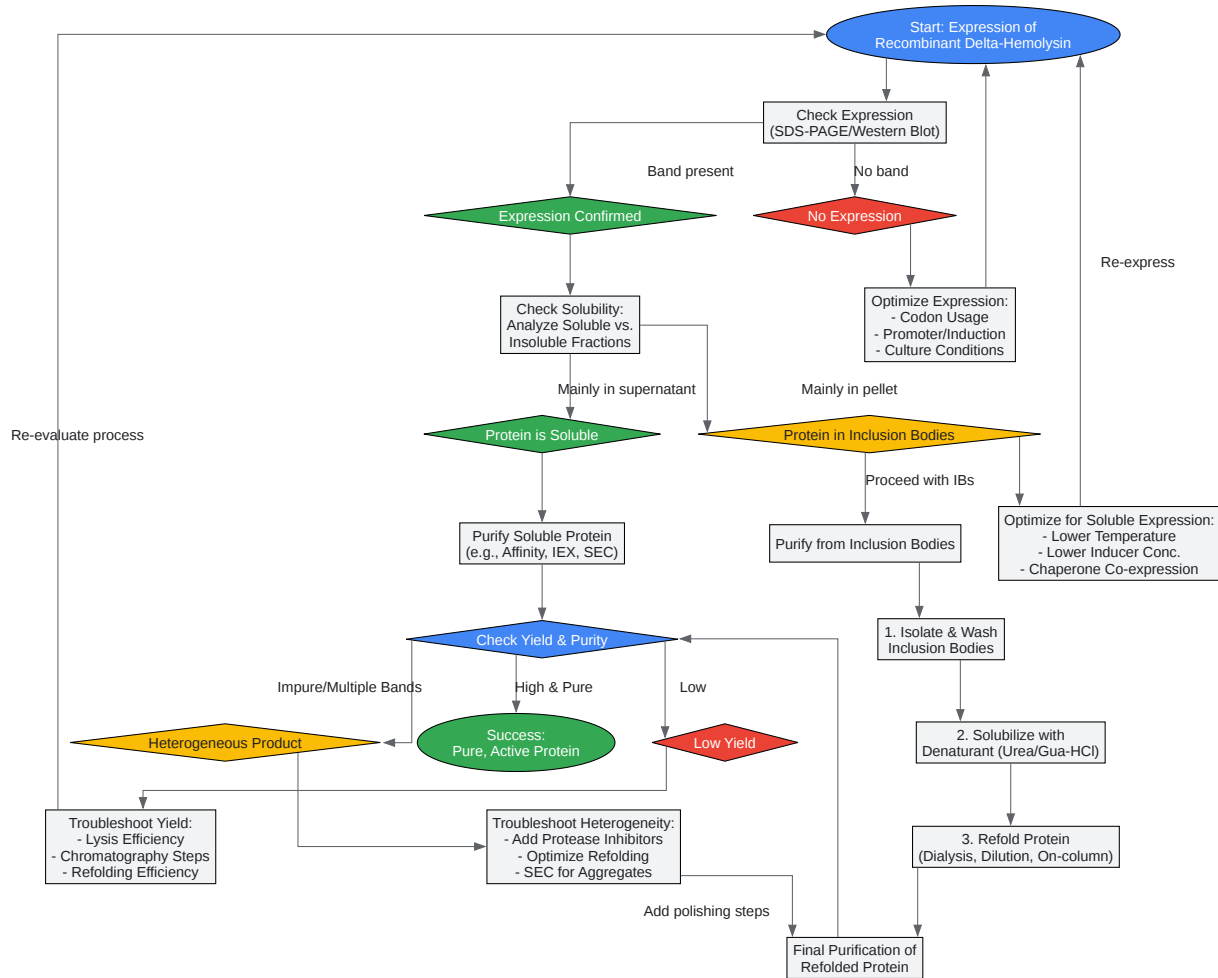 Start: Expression of
Recombinant Delta-Hemolysin
Check Expression
(SDS-PAGE/Western Blot)
Band present
No band
Expression Confirmed
No Expression
Re-express
Check Solubility:
Analyze Soluble vs.
Insoluble Fractions
Optimize Expression:
- Codon Usage
- Promoter/Induction
- Culture Conditions
Mainly in supernatant
Mainly in pellet
Re-evaluate process
Protein is Soluble
Protein in Inclusion Bodies
Proceed with IBs
Purify Soluble Protein
(e.g., Affinity, IEX, SEC)
Purify from Inclusion Bodies
Optimize for Soluble Expression:
- Lower Temperature
- Lower Inducer Conc.
- Chaperone Co-expression
Check Yield & Purity
1. Isolate & Wash
Inclusion Bodies
Impure/Multiple Bands
High & Pure
Low
Heterogeneous Product
Success:
Pure, Active Protein
Low Yield
2. Solubilize with
Denaturant (Urea/Gua-HCl)
Troubleshoot Yield:
- Lysis Efficiency
- Chromatography Steps
- Refolding Efficiency
Troubleshoot Heterogeneity:
- Add Protease Inhibitors
- Optimize Refolding
- SEC for Aggregates
3. Refold Protein
(Dialysis, Dilution, On-column)
Add polishing steps
Final Purification of
Refolded Protein